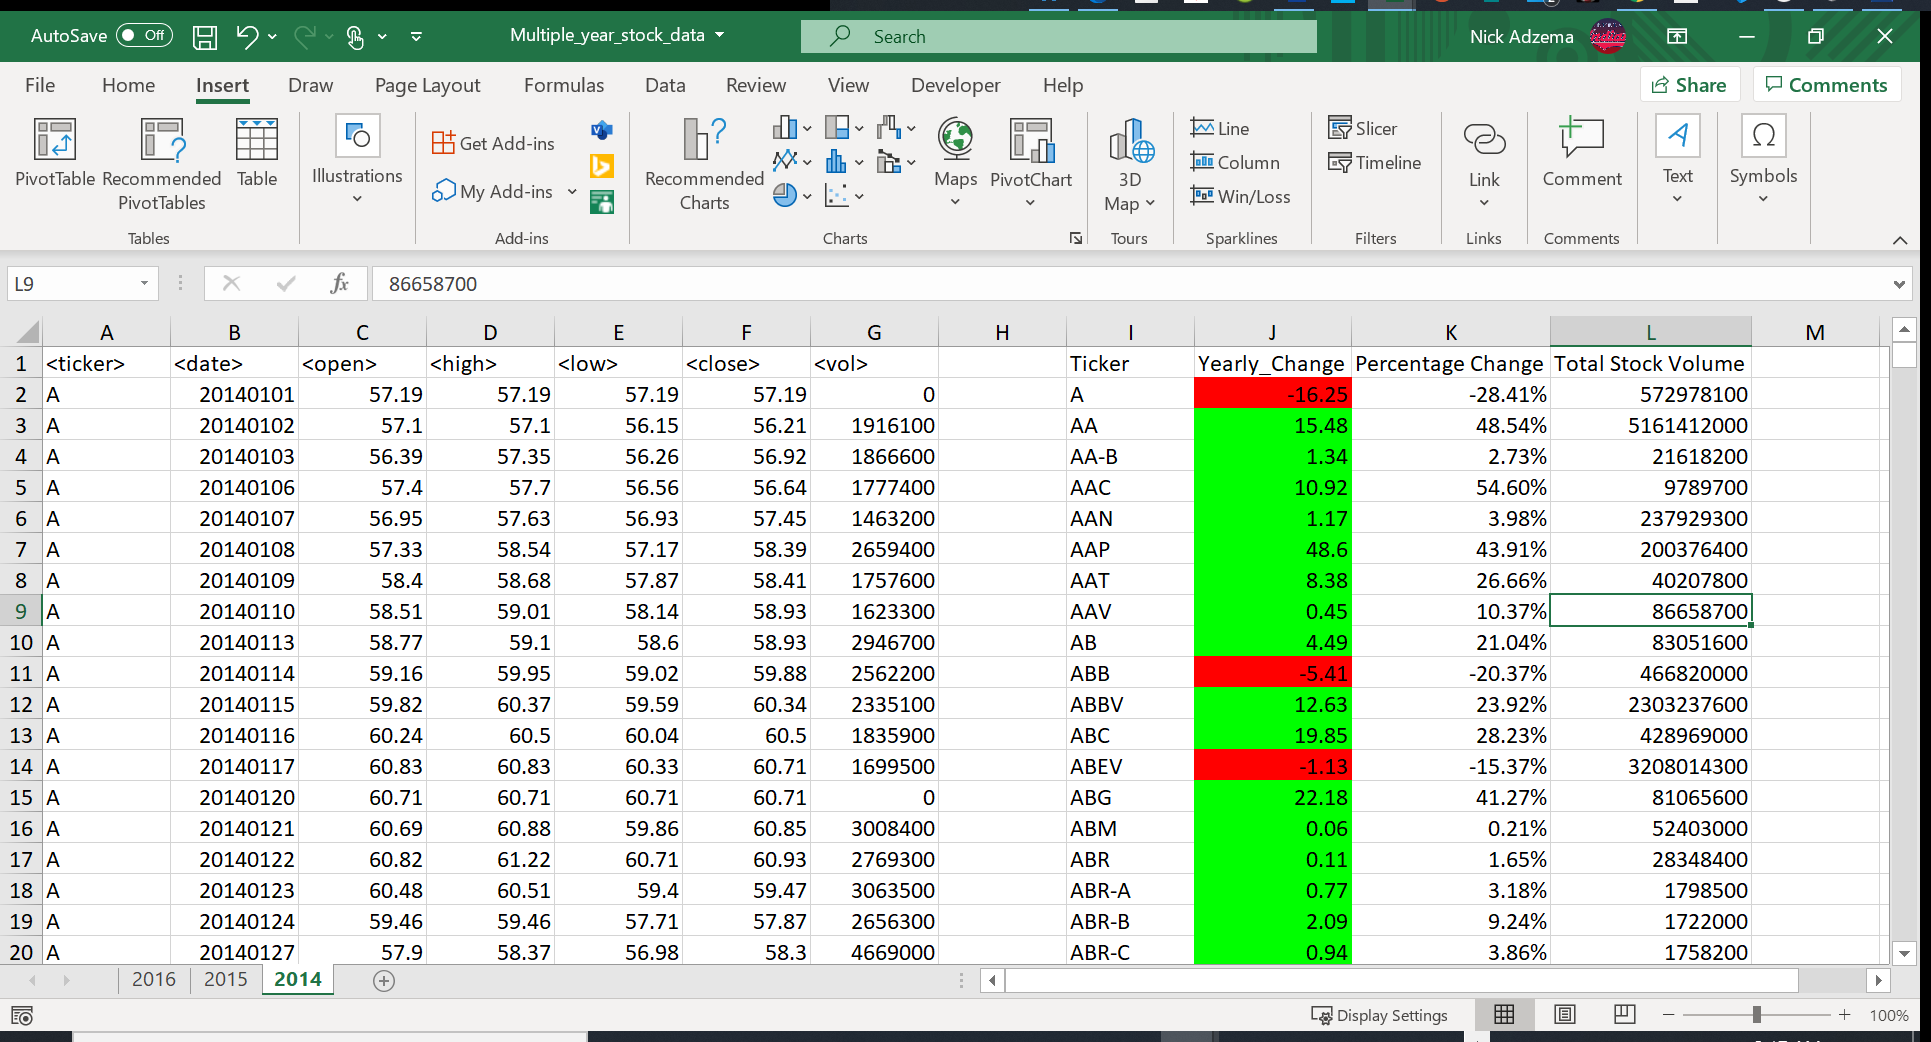 AutoSave Off Multiple_year_stock_data Search Nick Adzema
File Home Insert Draw Page Layout Formulas Data Review View Developer Help Share Comments
PivotTable Recommended PivotTables Table Illustrations Get Add-ins My Add-ins Recommended Charts Maps PivotChart 3D Map Line Column Win/Loss Slicer Timeline Link Comment Text Symbols
Tables Add-ins Charts Tours Sparklines Filters Links Comments
L9 fx 86658700
A B C D E F G H I J K L M
1 <ticker> <date> <open> <high> <low> <close> <vol> Ticker Yearly_Change Percentage Change Total Stock Volume
2 A 20140101 57.19 57.19 57.19 57.19 0 A -16.25 -28.41% 572978100
3 A 20140102 57.1 57.1 56.15 56.21 1916100 AA 15.48 48.54% 5161412000
4 A 20140103 56.39 57.35 56.26 56.92 1866600 AA-B 1.34 2.73% 21618200
5 A 20140106 57.4 57.7 56.56 56.64 1777400 AAC 10.92 54.60% 9789700
6 A 20140107 56.95 57.63 56.93 57.45 1463200 AAN 1.17 3.98% 237929300
7 A 20140108 57.33 58.54 57.17 58.39 2659400 AAP 48.6 43.91% 200376400
8 A 20140109 58.4 58.68 57.87 58.41 1757600 AAT 8.38 26.66% 40207800
9 A 20140110 58.51 59.01 58.14 58.93 1623300 AAV 0.45 10.37% 86658700
10 A 20140113 58.77 59.1 58.6 58.93 2946700 AB 4.49 21.04% 83051600
11 A 20140114 59.16 59.95 59.02 59.88 2562200 ABB -5.41 -20.37% 466820000
12 A 20140115 59.82 60.37 59.59 60.34 2335100 ABBV 12.63 23.92% 2303237600
13 A 20140116 60.24 60.5 60.04 60.5 1835900 ABC 19.85 28.23% 428969000
14 A 20140117 60.83 60.83 60.33 60.71 1699500 ABEV -1.13 -15.37% 3208014300
15 A 20140120 60.71 60.71 60.71 60.71 0 ABG 22.18 41.27% 81065600
16 A 20140121 60.69 60.88 59.86 60.85 3008400 ABM 0.06 0.21% 52403000
17 A 20140122 60.82 61.22 60.71 60.93 2769300 ABR 0.11 1.65% 28348400
18 A 20140123 60.48 60.51 59.4 59.47 3063500 ABR-A 0.77 3.18% 1798500
19 A 20140124 59.46 59.46 57.71 57.87 2656300 ABR-B 2.09 9.24% 1722000
20 A 20140127 57.9 58.37 56.98 58.3 4669000 ABR-C 0.94 3.86% 1758200
2016 2015 2014
Display Settings 100%